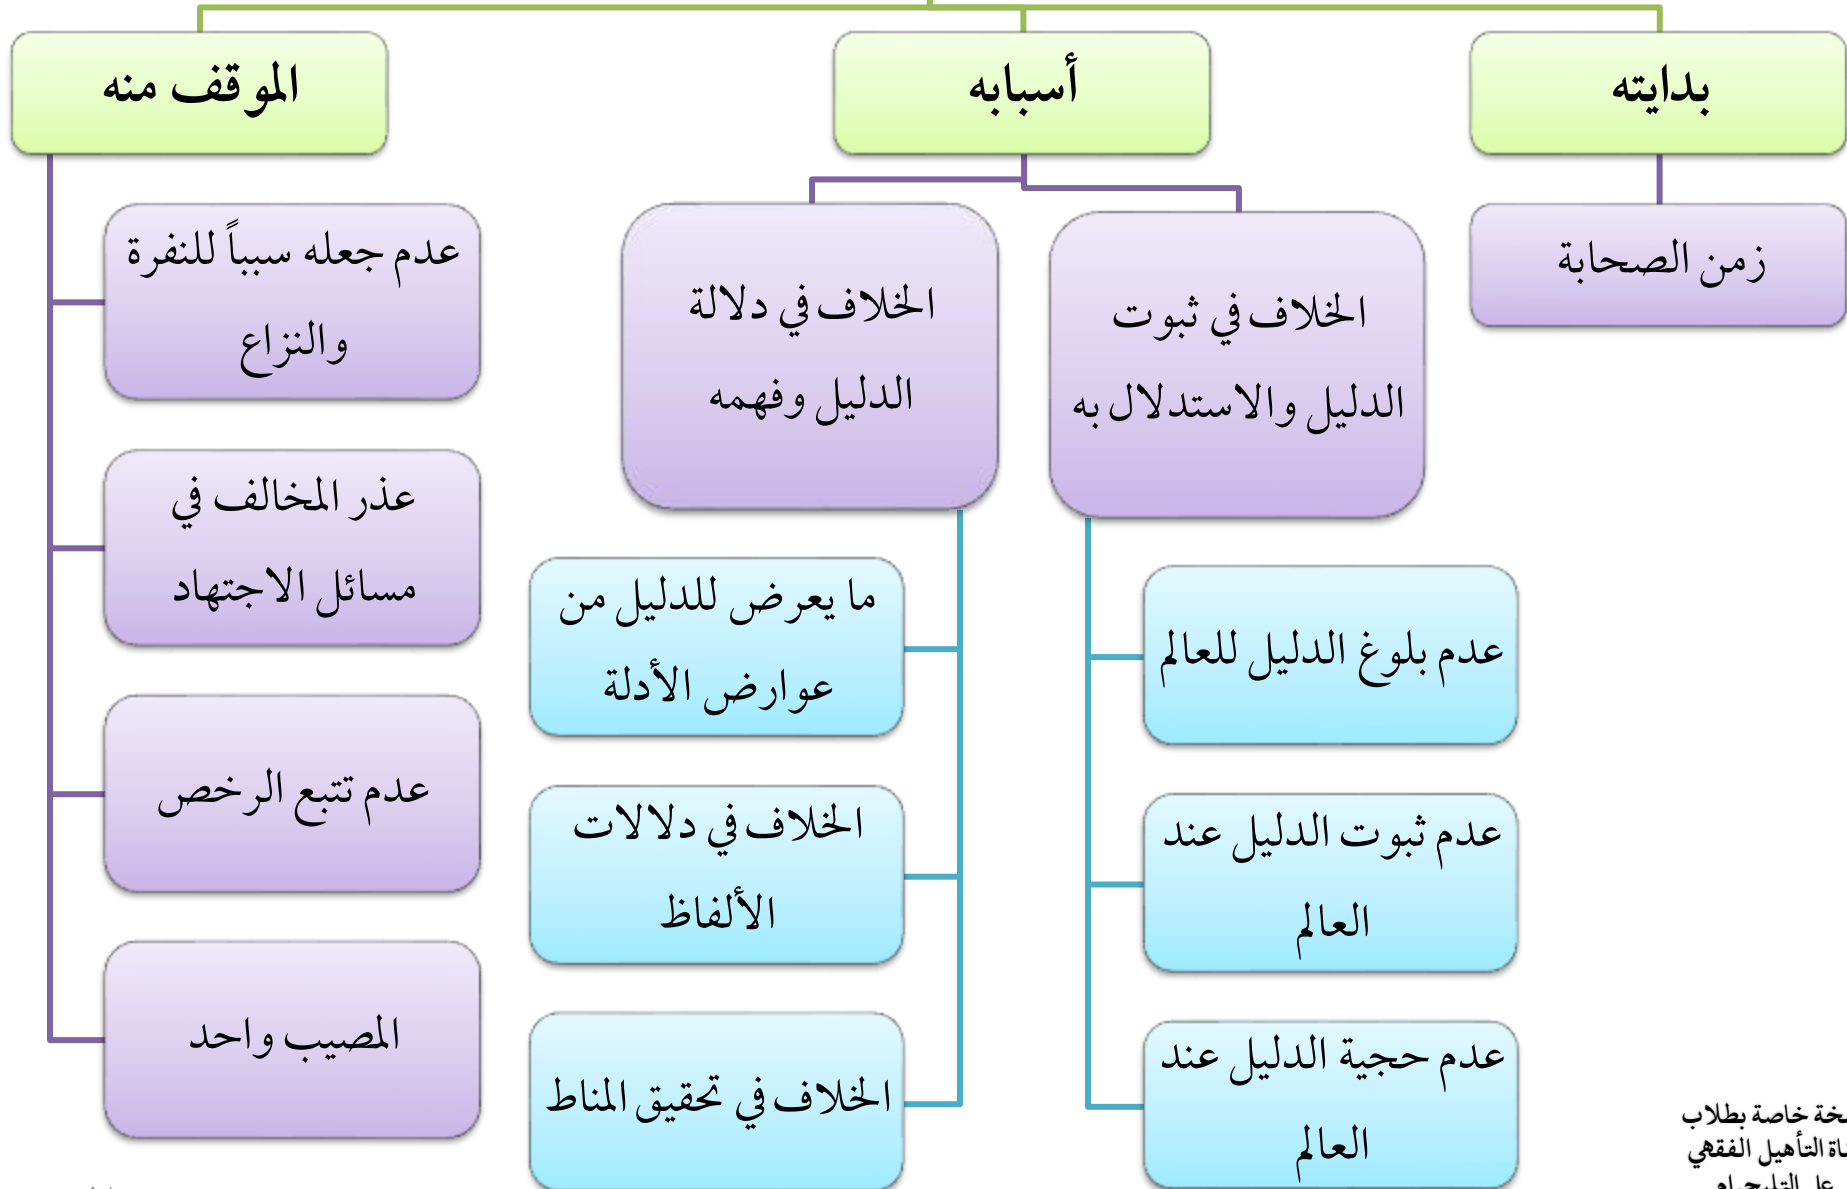 بدايته
زمن الصحابة
أسبابه
الخلاف في ثبوت
الدليل والاستدلال به
عدم بلوغ الدليل للعالم
عدم ثبوت الدليل عند
العالم
عدم حجية الدليل عند
العالم
الخلاف في دلالة
الدليل وفهمه
ما يعرض للدليل من
عوارض الأدلة
الخلاف في دلالات
الألفاظ
الخلاف في تحقيق المناط
الموقف منه
عدم جعله سبباً للنفرة
والنزاع
عذر المخالف في
مسائل الاجتهاد
عدم تتبع الرخص
المصيب واحد
خاصة بطلاب
التأهيل الفقهي